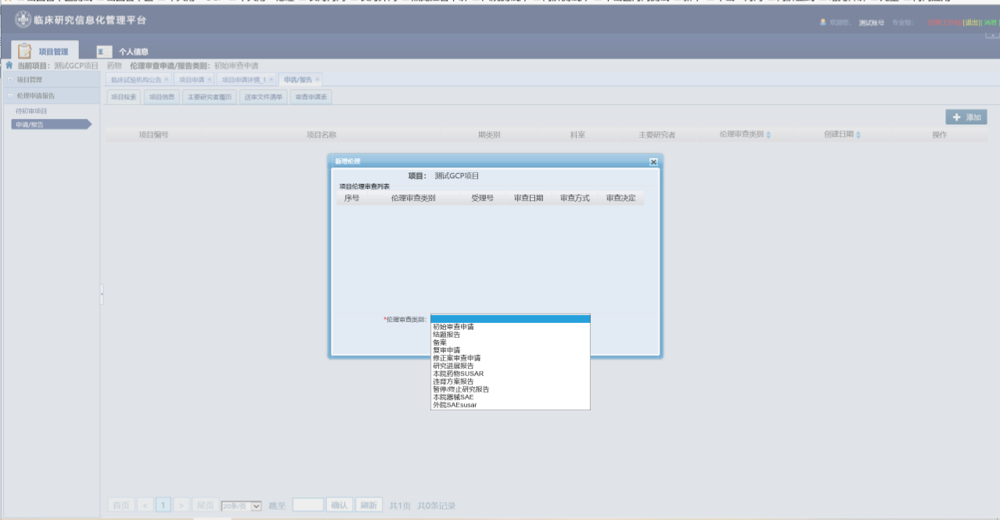 临床研究信息化管理平台
欢迎您, 测试账号 专业组: [退出]
项目管理 个人信息
当前项目: 测试GCP项目 药物 伦理审查申请/报告类别: 初始审查申请
项目管理
临床试验机构公告 × 项目申请 × 项目申请详情_1 × 申请/报告 ×
伦理申请报告
项目检索 项目信息 主要研究者履历 送审文件清单 审查申请表
待初审项目
申请/报告
+ 添加
项目编号 项目名称 期类别 科室 主要研究者 伦理审查类别 创建日期 操作
新增伦理
项目: 测试GCP项目
项目伦理审查列表
序号 伦理审查类别 受理号 审查日期 审查方式 审查决定
*伦理审查类别:
初始审查申请
结题报告
备案
复审申请
修正案审查申请
研究进展报告
本院药物SUSAR
违背方案报告
暂停/终止研究报告
本院器械SAE
外院SAEsusar
首页 < 1 > 尾页 20条/页 跳至 确认 刷新 共1页 共0条记录